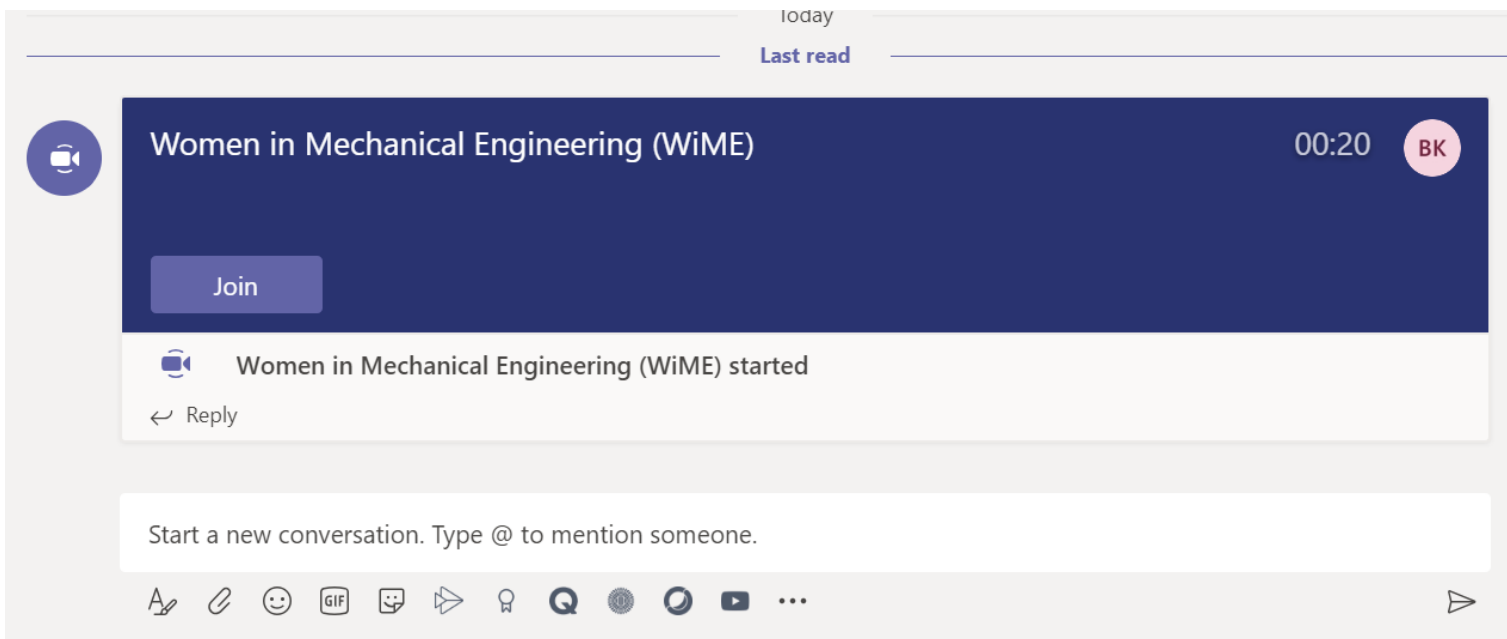 Today
Last read
Women in Mechanical Engineering (WiME)
00:20
BK
Join
Women in Mechanical Engineering (WiME) started
Reply
Start a new conversation. Type @ to mention someone.
GIF
Q